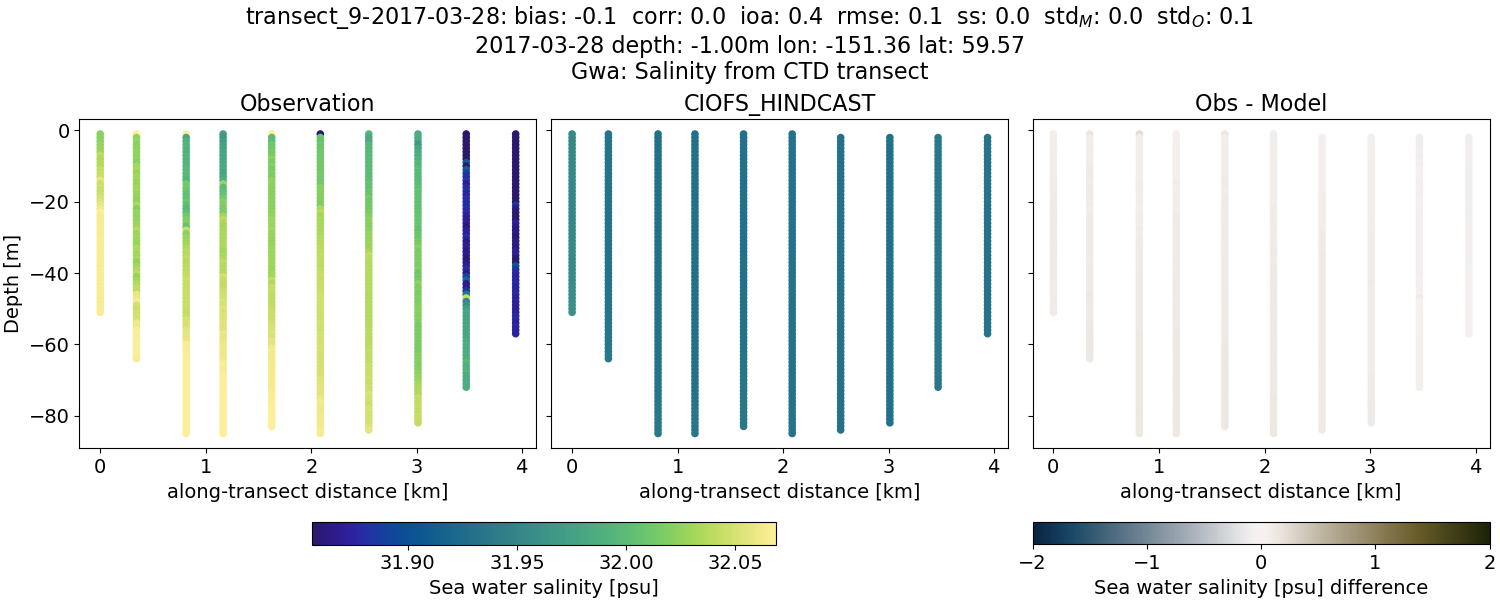 transect_9-2017-03-28: bias: -0.1 corr: 0.0 ioa: 0.4 rmse: 0.1 ss: 0.0 std_M: 0.0 std_O: 0.1
2017-03-28 depth: -1.00m lon: -151.36 lat: 59.57
Gwa: Salinity from CTD transect
Observation CIOFS_HINDCAST Obs - Model
Depth [m]
0
−20
−40
−60
−80
0 1 2 3 4 0 1 2 3 4 0 1 2 3 4
along-transect distance [km] along-transect distance [km] along-transect distance [km]
31.90 31.95 32.00 32.05 −2 −1 0 1 2
Sea water salinity [psu] Sea water salinity [psu] difference